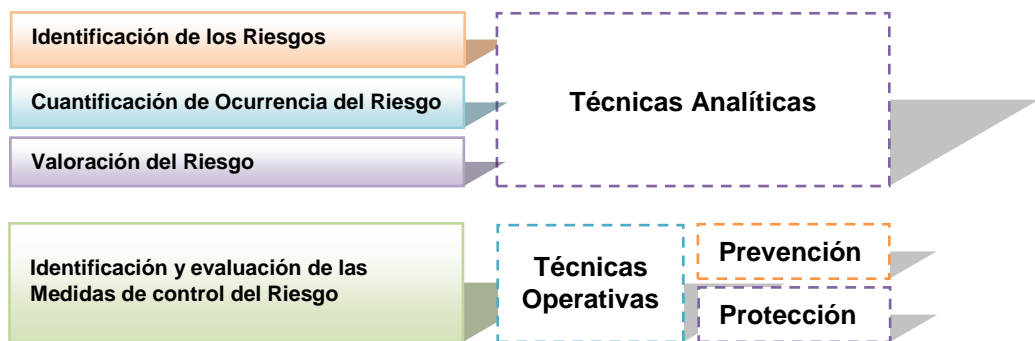 Identificación de los Riesgos
Cuantificación de Ocurrencia del Riesgo
Valoración del Riesgo
Técnicas Analíticas
Identificación y evaluación de las
Medidas de control del Riesgo
Técnicas
Operativas
Prevención
Protección